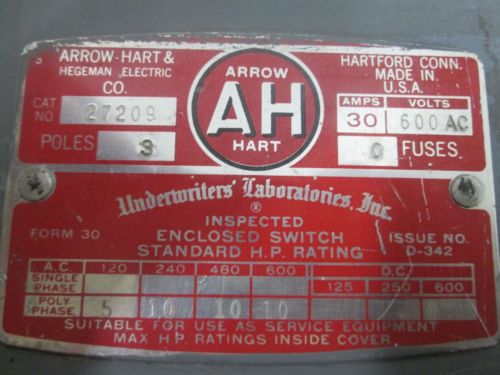 ARROW-HART &
HEGEMAN ELECTRIC
CO.
CAT NO 27209
POLES 3
ARROW
AH
HART
HARTFORD CONN.
MADE IN
U.S.A.
AMPS VOLTS
30 600 AC
0 FUSES
Underwriters' Laboratories, Inc.
®
INSPECTED
FORM 30 ENCLOSED SWITCH ISSUE NO.
STANDARD H.P. RATING D-342
A C 120 240 480 600 D.C.
SINGLE PHASE 125 250 600
POLY PHASE 5 10 10 10
SUITABLE FOR USE AS SERVICE EQUIPMENT
MAX H.P. RATINGS INSIDE COVER